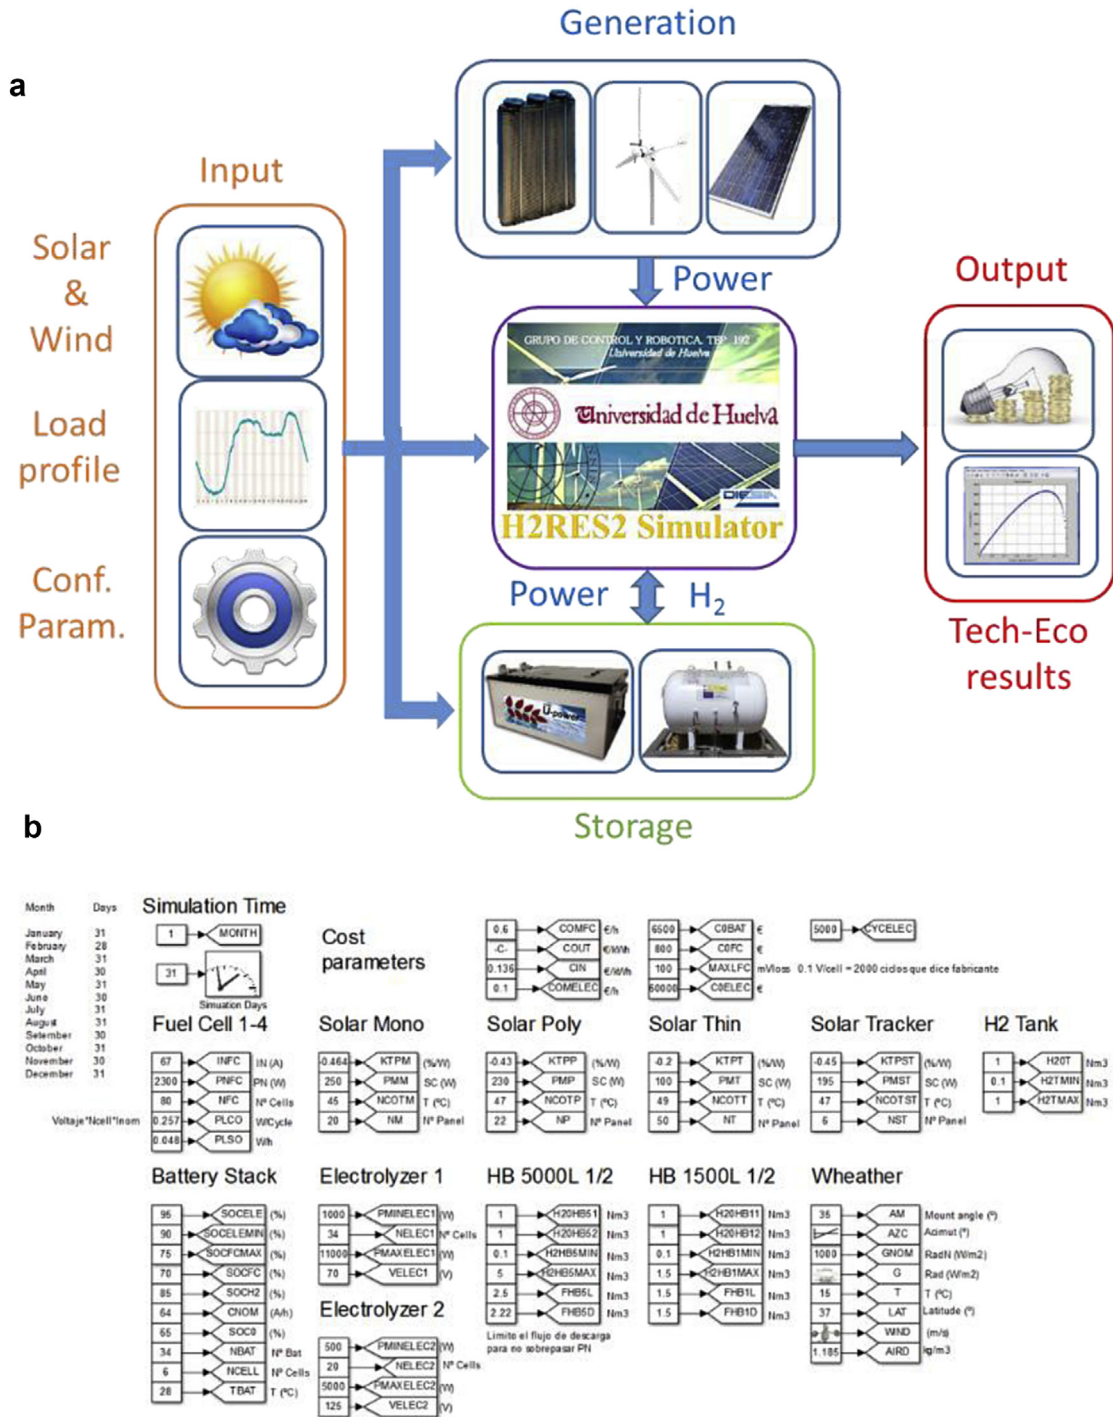 a
Generation
Input
Solar
&
Wind
Load
profile
Conf.
Param.
Power
GRUPO DE CONTROL Y ROBOTICA. TEP. 192
Universidad de Huelva
Universidad de Huelva
DIESIA
H2RES2 Simulator
Output
Tech-Eco
results
Power
H2
U-power
Storage
b
Month Days
January 31
February 28
March 31
April 30
May 31
June 30
July 31
August 31
Setember 30
October 31
November 30
December 31
Simulation Time
1 MONTH
31
Simuation Days
Cost
parameters
0.6 COMFC €/h
-C- COUT €/kWh
0.136 CIN €/kWh
0.1 COMELEC €/h
6500 C0BAT €
800 C0FC €
100 MAXLFC mVloss 0.1 V/cell = 2000 ciclos que dice fabricante
60000 C0ELEC €
5000 CYCELEC
Fuel Cell 1-4
67 INFC IN (A)
2300 PNFC PN (W)
80 NFC Nº Cells
Voltaje*Ncell*Inom 0.257 PLCO W/Cycle
0.048 PLSO W/h
Solar Mono
-0.464 KTPM (%/W)
250 PMM SC (W)
45 NCOTM T (ºC)
20 NM Nº Panel
Solar Poly
-0.43 KTPP (%/W)
230 PMP SC (W)
47 NCOTP T (ºC)
22 NP Nº Panel
Solar Thin
-0.2 KTPT (%/W)
100 PMT SC (W)
49 NCOTT T (ºC)
50 NT Nº Panel
Solar Tracker
-0.45 KTPST (%/W)
195 PMST SC (W)
47 NCOTST T (ºC)
6 NST Nº Panel
H2 Tank
1 H20T Nm3
0.1 H2TMIN Nm3
1 H2TMAX Nm3
Battery Stack
95 SOCELE (%)
90 SOCELEMIN (%)
75 SOCFCMAX (%)
70 SOCFC (%)
85 SOCH2 (%)
64 CNOM (A/h)
65 SOC0 (%)
34 NBAT Nº Bat
6 NCELL Nº Cells
28 TBAT T (ºC)
Electrolyzer 1
1000 PMINELEC1 (W)
34 NELEC1 Nº Cells
11000 PMAXELEC1 (W)
70 VELEC1 (V)
Electrolyzer 2
500 PMINELEC2 (W)
20 NELEC2 Nº Cells
5000 PMAXELEC2 (W)
125 VELEC2 (V)
HB 5000L 1/2
1 H20HB51 Nm3
1 H20HB52 Nm3
0.1 H2HB5MIN Nm3
5 H2HB5MAX Nm3
2.5 FHB5L Nm3
2.22 FHB5D Nm3
Limito el flujo de descarga
para no sobrepasar PN
HB 1500L 1/2
1 H20HB11 Nm3
1 H20HB12 Nm3
0.1 H2HB1MIN Nm3
1.5 H2HB1MAX Nm3
1.5 FHB1L Nm3
1.5 FHB1D Nm3
Wheather
35 AM Mount angle (º)
AZC Acimut (º)
1000 GNOM RadN (W/m2)
G Rad (W/m2)
15 T T (ºC)
37 LAT Latitude (º)
WIND (m/s)
1.185 AIRD kg/m3